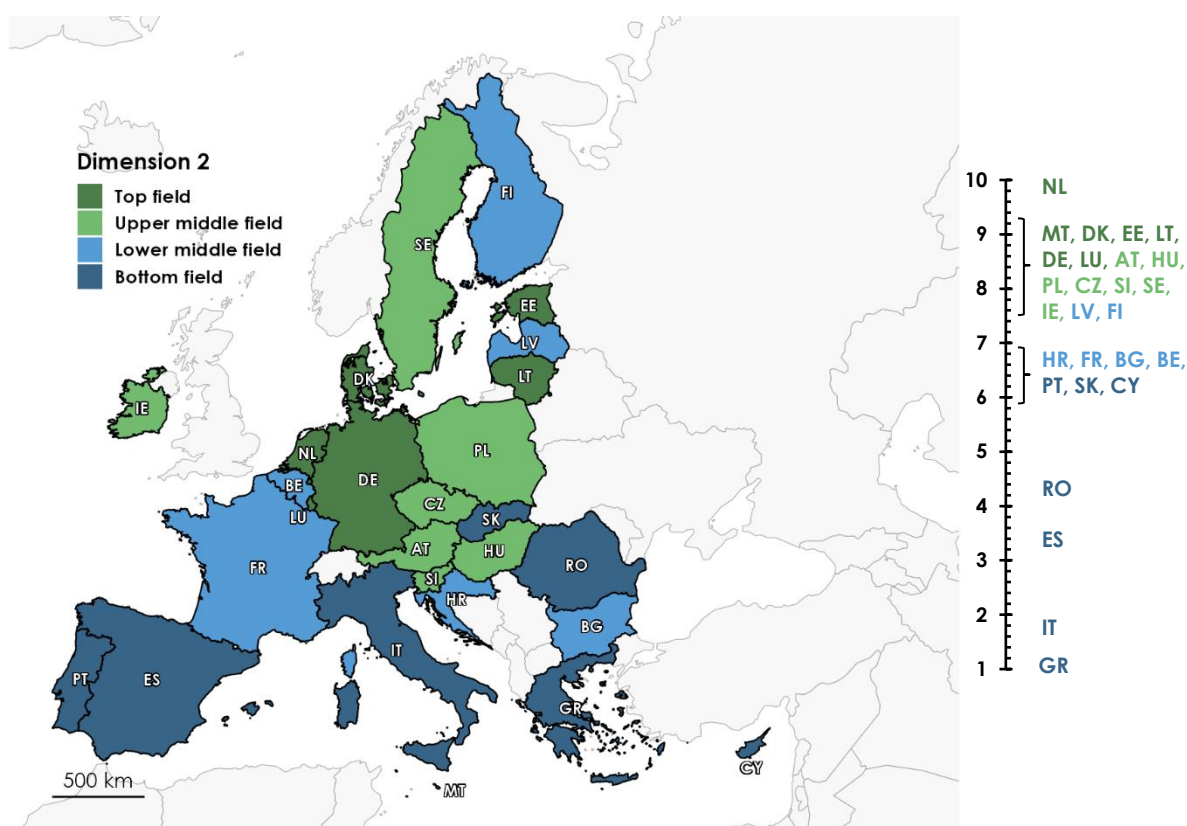 Dimension 2
Top field
Upper middle field
Lower middle field
Bottom field
FI
SE
EE
LV
LT
DK
IE
NL
PL
DE
BE
CZ
LU
SK
AT
HU
FR
RO
SI
HR
BG
IT
PT
ES
GR
CY
MT
500 km
10 NL
9 MT, DK, EE, LT,
DE, LU, AT, HU,
8 PL, CZ, SI, SE,
IE, LV, FI
7 HR, FR, BG, BE,
6 PT, SK, CY
5
4 RO
3 ES
2 IT
1 GR